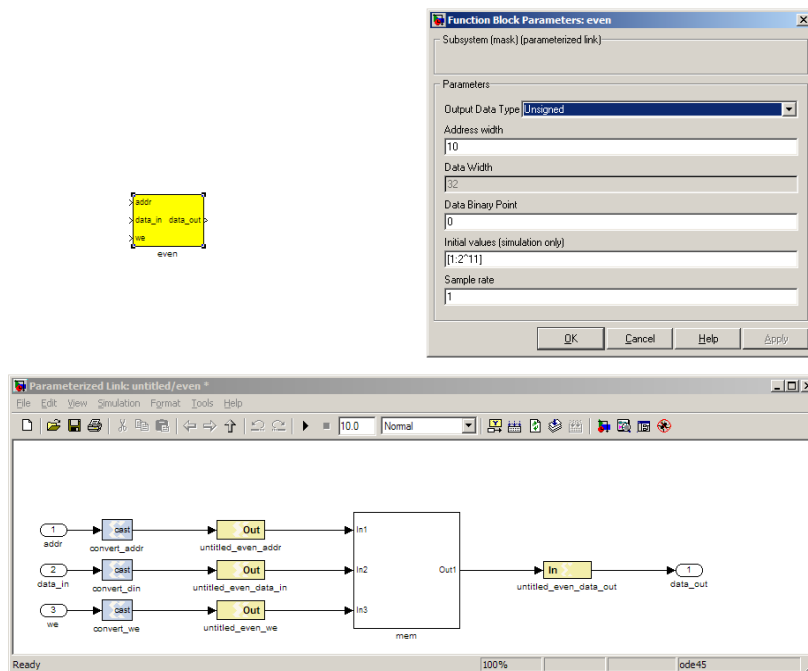 addr
data_in data_out
we
even
Function Block Parameters: even
Subsystem (mask) (parameterized link)
Parameters
Output Data Type Unsigned
Address width
10
Data Width
32
Data Binary Point
0
Initial values (simulation only)
[1:2^11]
Sample rate
1
OK Cancel Help Apply
Parameterized Link: untitled/even *
File Edit View Simulation Format Tools Help
10.0 Normal
1 cast Out In1
addr convert_addr untitled_even_addr
2 cast Out In2 Out1 In 1
data_in convert_din untitled_even_data_in untitled_even_data_out data_out
3 cast Out In3
we convert_we untitled_even_we
mem
Ready 100% ode45